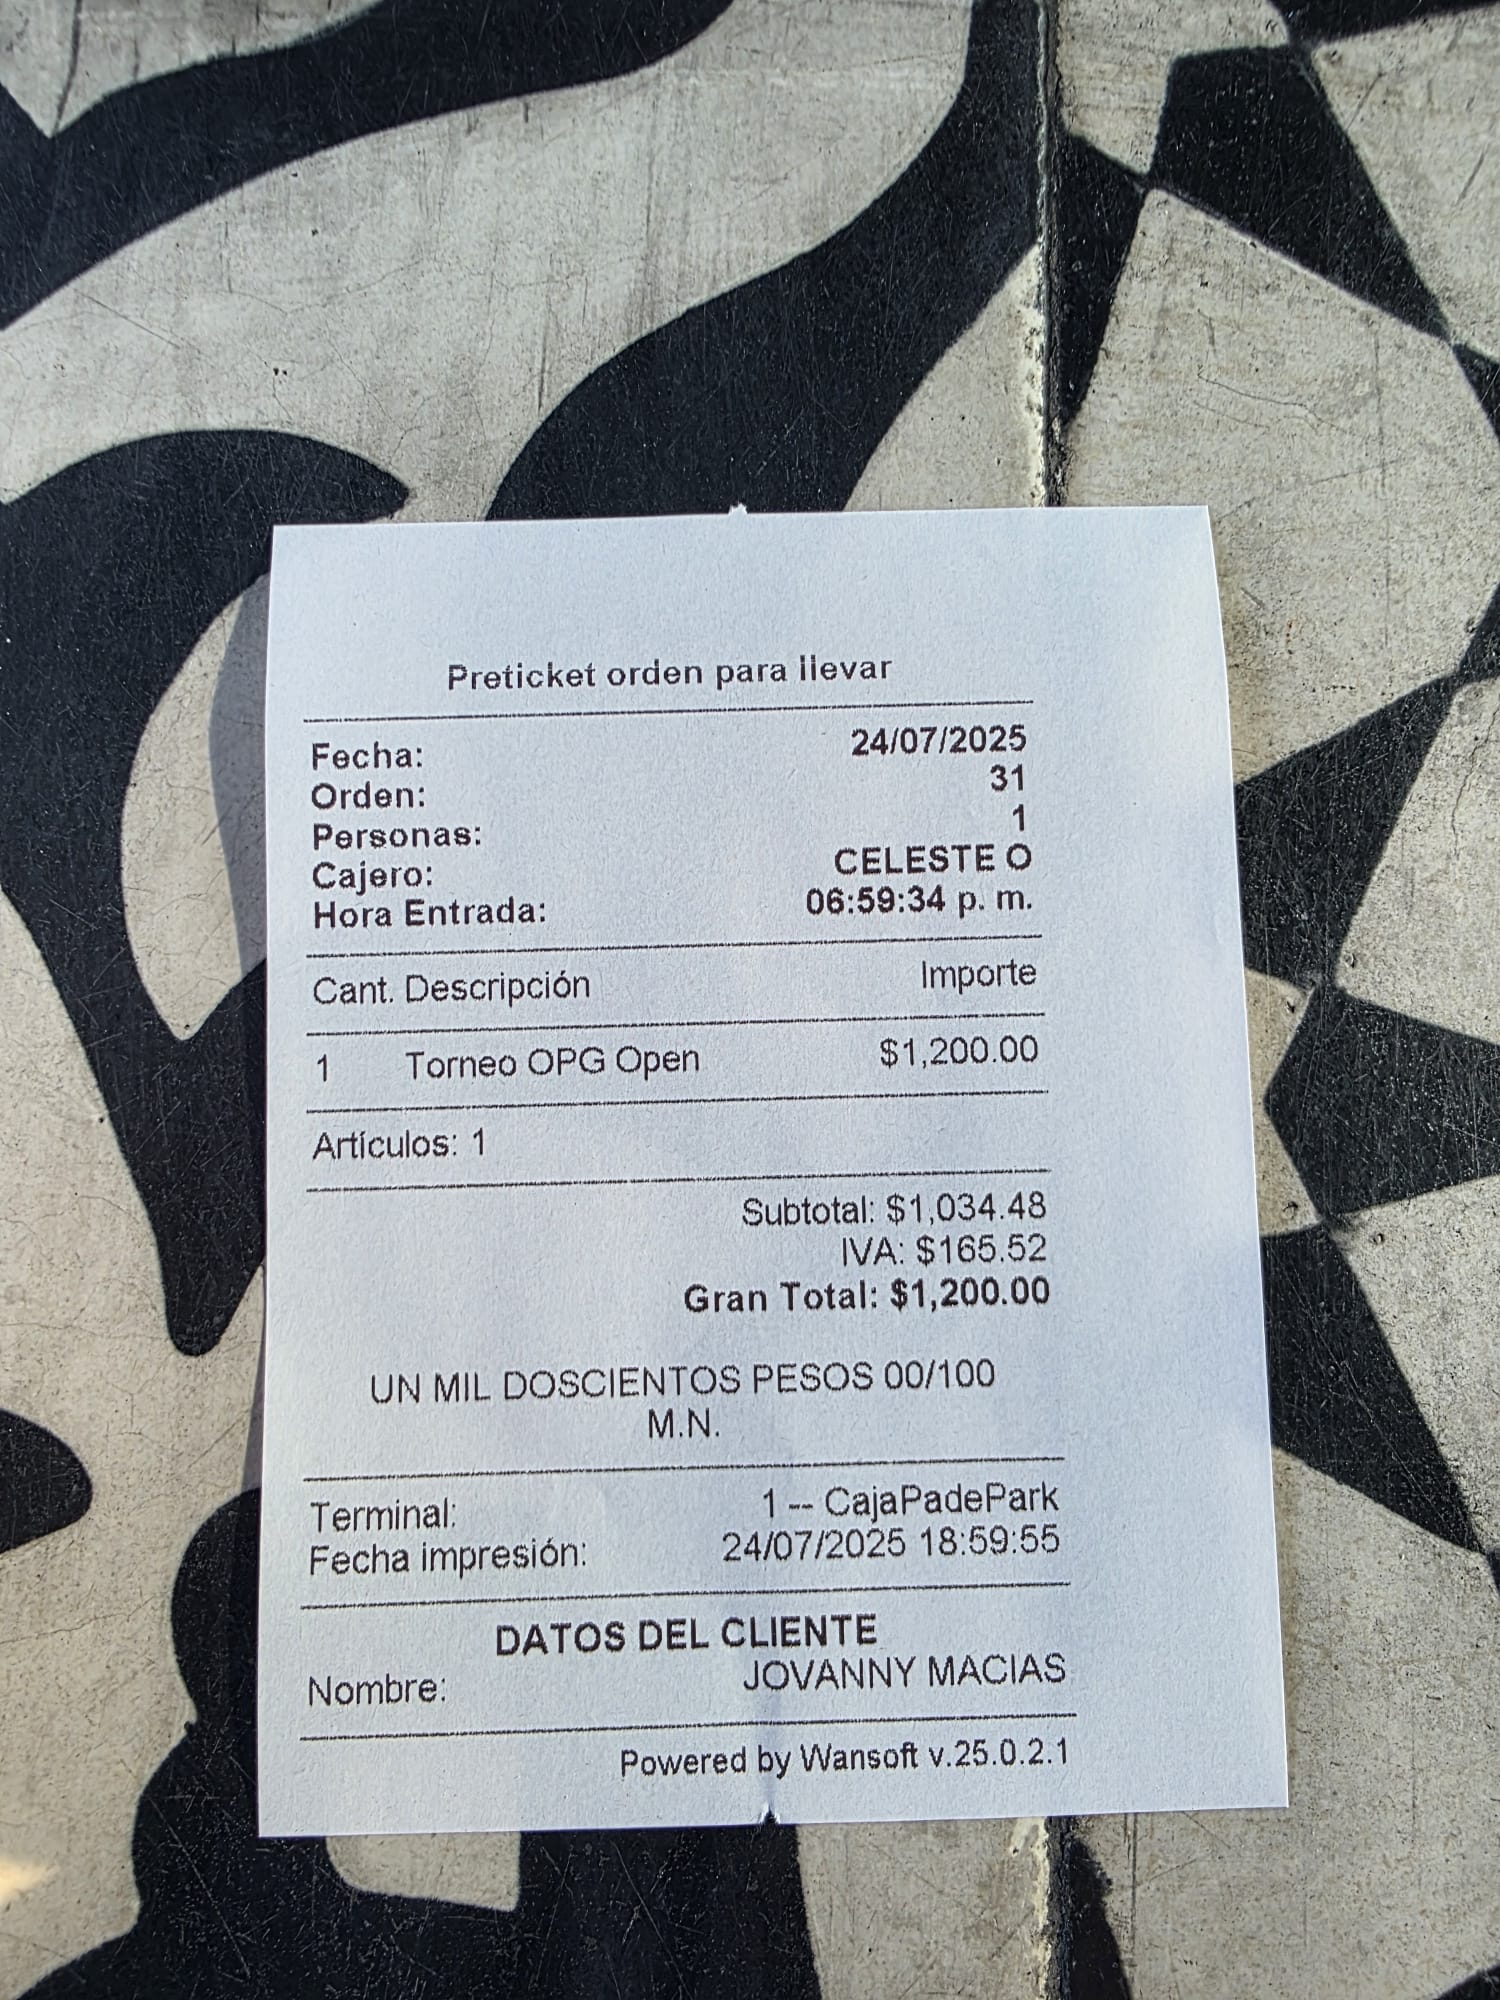 Preticket orden para llevar
Fecha: 24/07/2025
Orden: 31
Personas: 1
Cajero: CELESTE O
Hora Entrada: 06:59:34 p. m.
Cant. Descripción Importe
1 Torneo OPG Open $1,200.00
Artículos: 1
Subtotal: $1,034.48
IVA: $165.52
Gran Total: $1,200.00
UN MIL DOSCIENTOS PESOS 00/100
M.N.
Terminal: 1 -- CajaPadePark
Fecha impresión: 24/07/2025 18:59:55
DATOS DEL CLIENTE
Nombre: JOVANNY MACIAS
Powered by Wansoft v.25.0.2.1